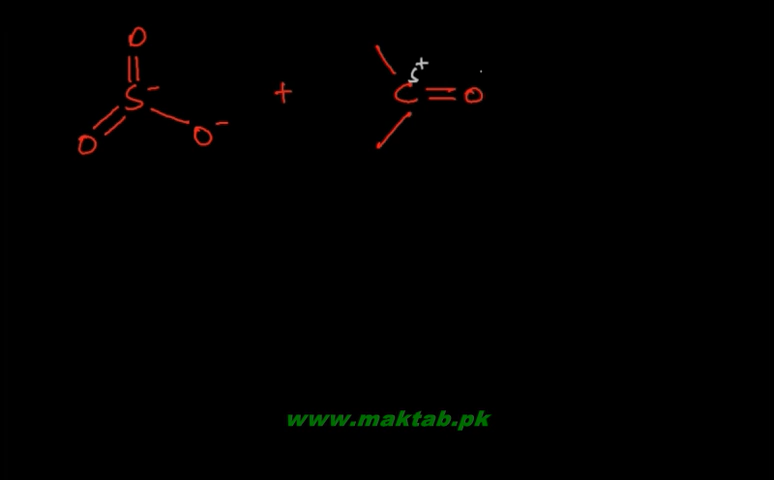 O
S⁻ + C=O δ+
O O⁻
www.maktab.pk